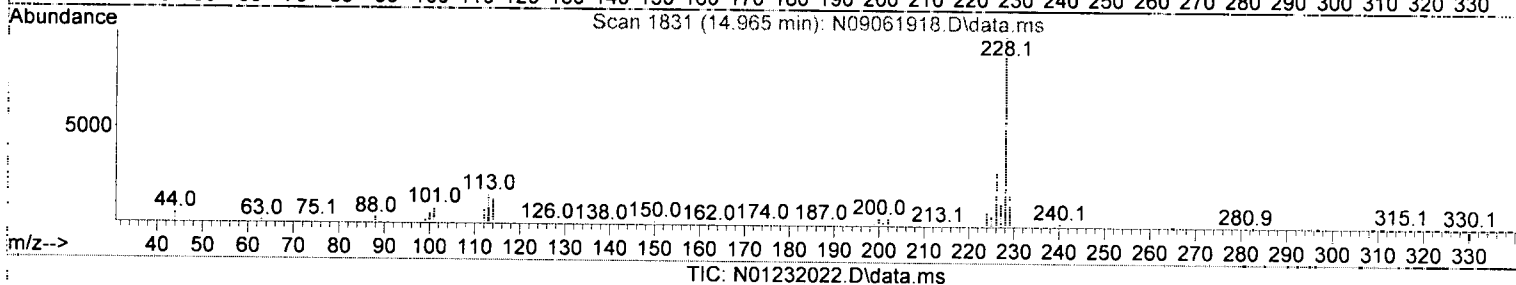 Abundance
Scan 1831 (14.965 min): N09061918.D\data.ms
228.1
5000
44.0 63.0 75.1 88.0 101.0 113.0 126.0 138.0 150.0 162.0 174.0 187.0 200.0 213.1 240.1 280.9 315.1 330.1
m/z--> 40 50 60 70 80 90 100 110 120 130 140 150 160 170 180 190 200 210 220 230 240 250 260 270 280 290 300 310 320 330
TIC: N01232022.D\data.ms